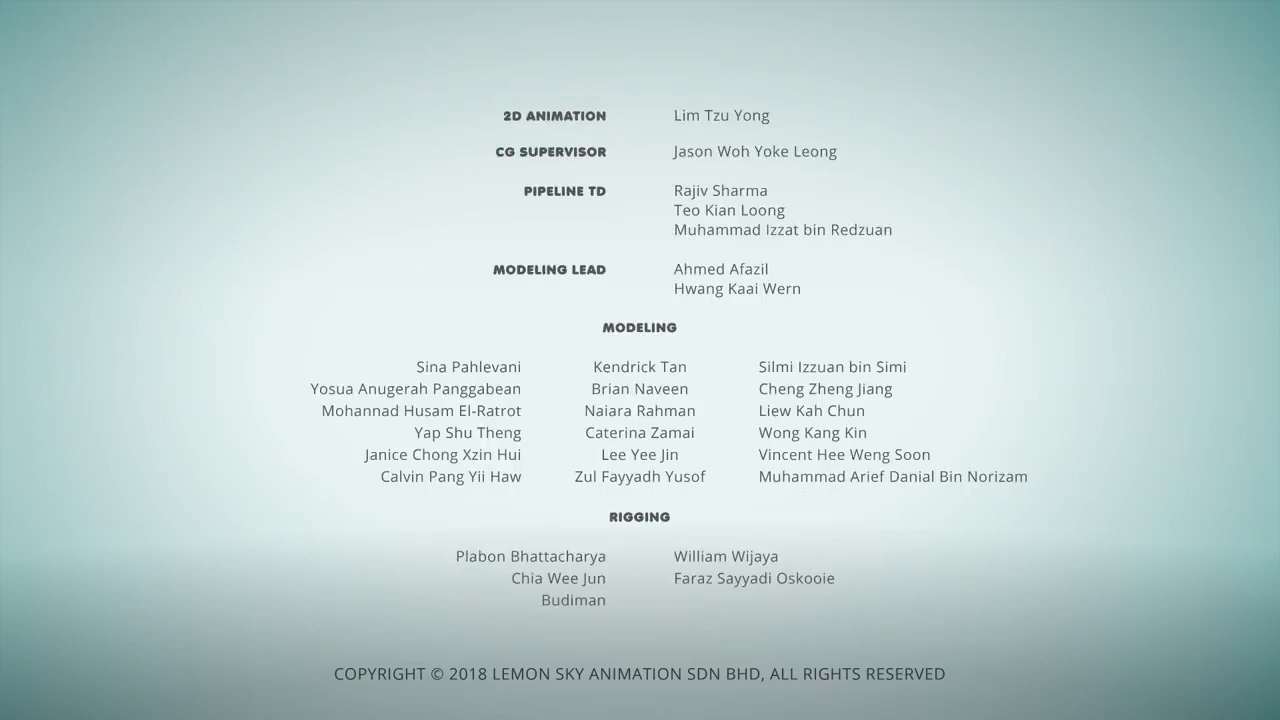 2D ANIMATION Lim Tzu Yong
CG SUPERVISOR Jason Woh Yoke Leong
PIPELINE TD Rajiv Sharma
Teo Kian Loong
Muhammad Izzat bin Redzuan
MODELING LEAD Ahmed Afazil
Hwang Kaai Wern
MODELING
Sina Pahlevani Kendrick Tan Silmi Izzuan bin Simi
Yosua Anugerah Panggabean Brian Naveen Cheng Zheng Jiang
Mohannad Husam El-Ratrot Naiara Rahman Liew Kah Chun
Yap Shu Theng Caterina Zamai Wong Kang Kin
Janice Chong Xzin Hui Lee Yee Jin Vincent Hee Weng Soon
Calvin Pang Yii Haw Zul Fayyadh Yusof Muhammad Arief Danial Bin Norizam
RIGGING
Plabon Bhattacharya William Wijaya
Chia Wee Jun Faraz Sayyadi Oskooie
Budiman
COPYRIGHT © 2018 LEMON SKY ANIMATION SDN BHD, ALL RIGHTS RESERVED